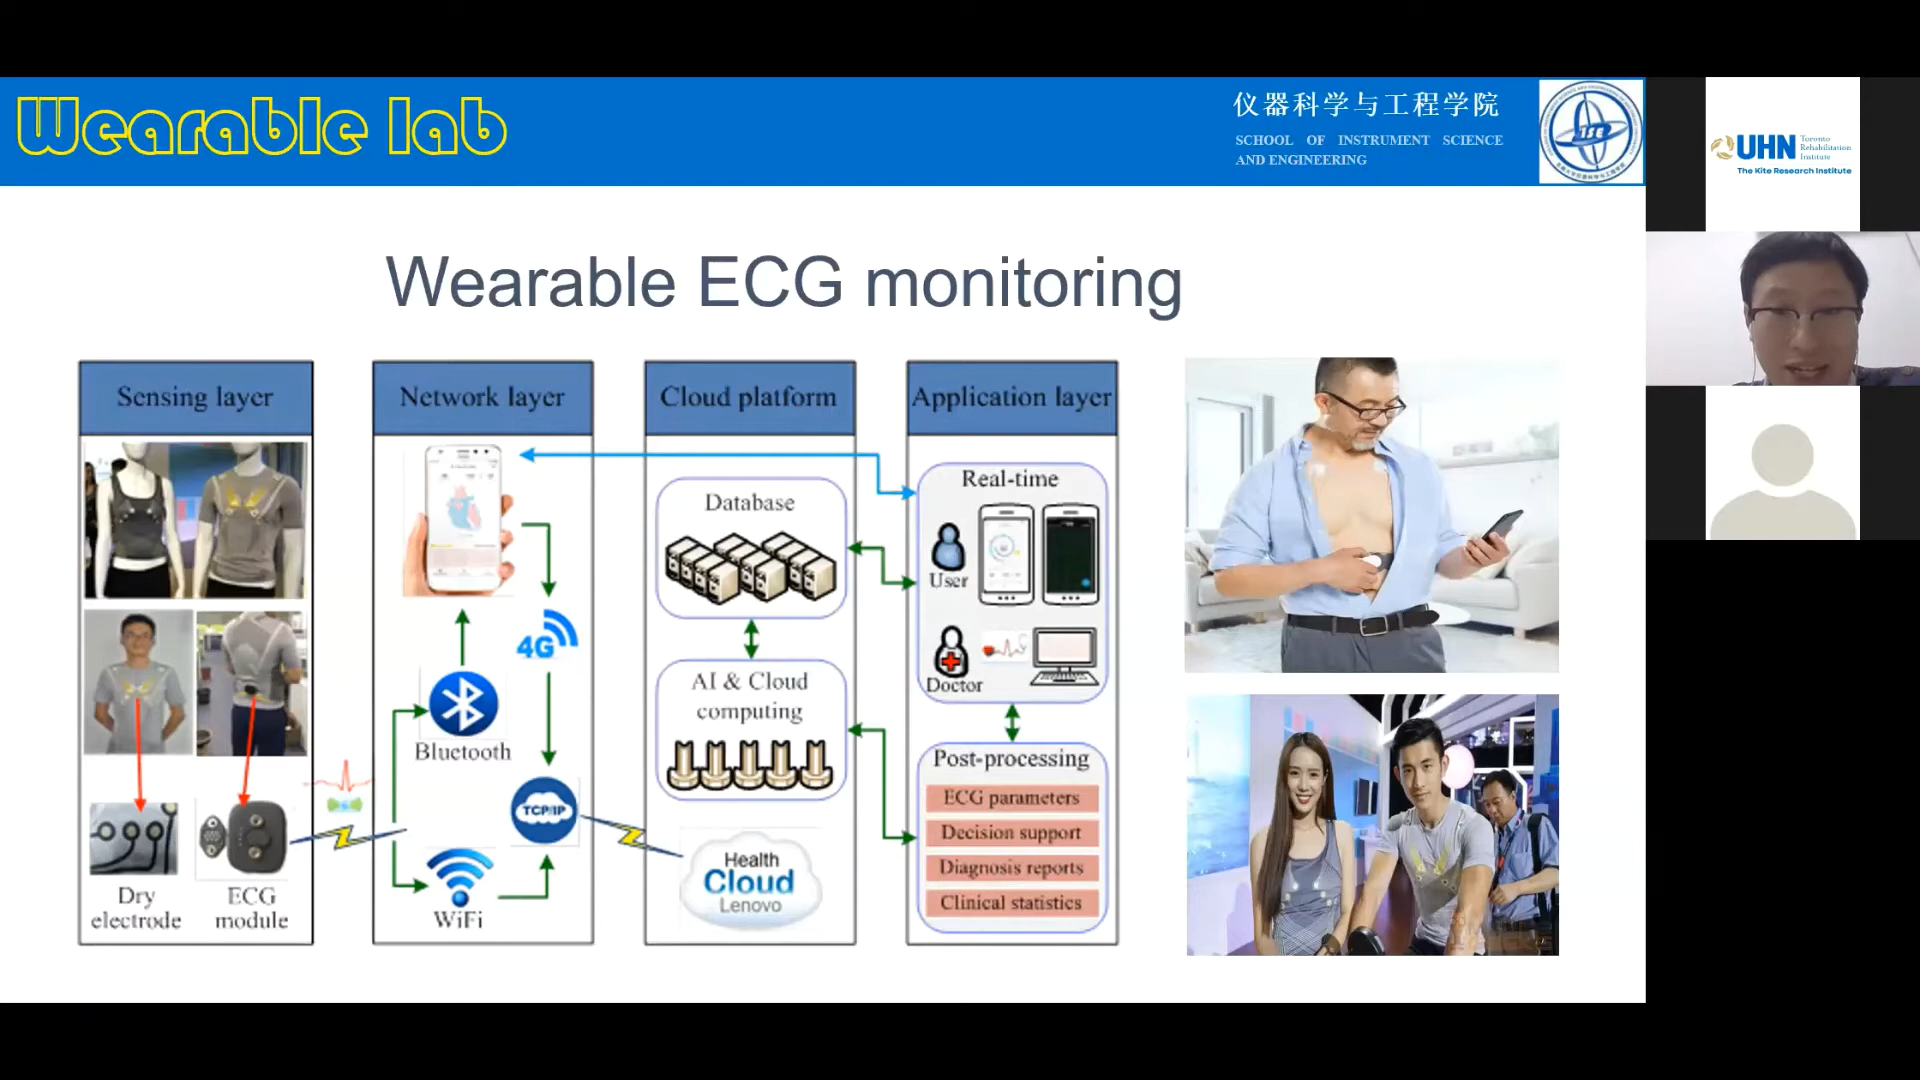 Wearable lab
仪器科学与工程学院
SCHOOL OF INSTRUMENT SCIENCE
AND ENGINEERING
UHN
Toronto
Rehabilitation
Institute
The Kite Research Institute
Wearable ECG monitoring
Sensing layer
Dry
electrode
ECG
module
Network layer
4G
Bluetooth
TCP/IP
WiFi
Cloud platform
Database
AI & Cloud
computing
Health
Cloud
Lenovo
Application layer
Real-time
User
Doctor
Post-processing
ECG parameters
Decision support
Diagnosis reports
Clinical statistics